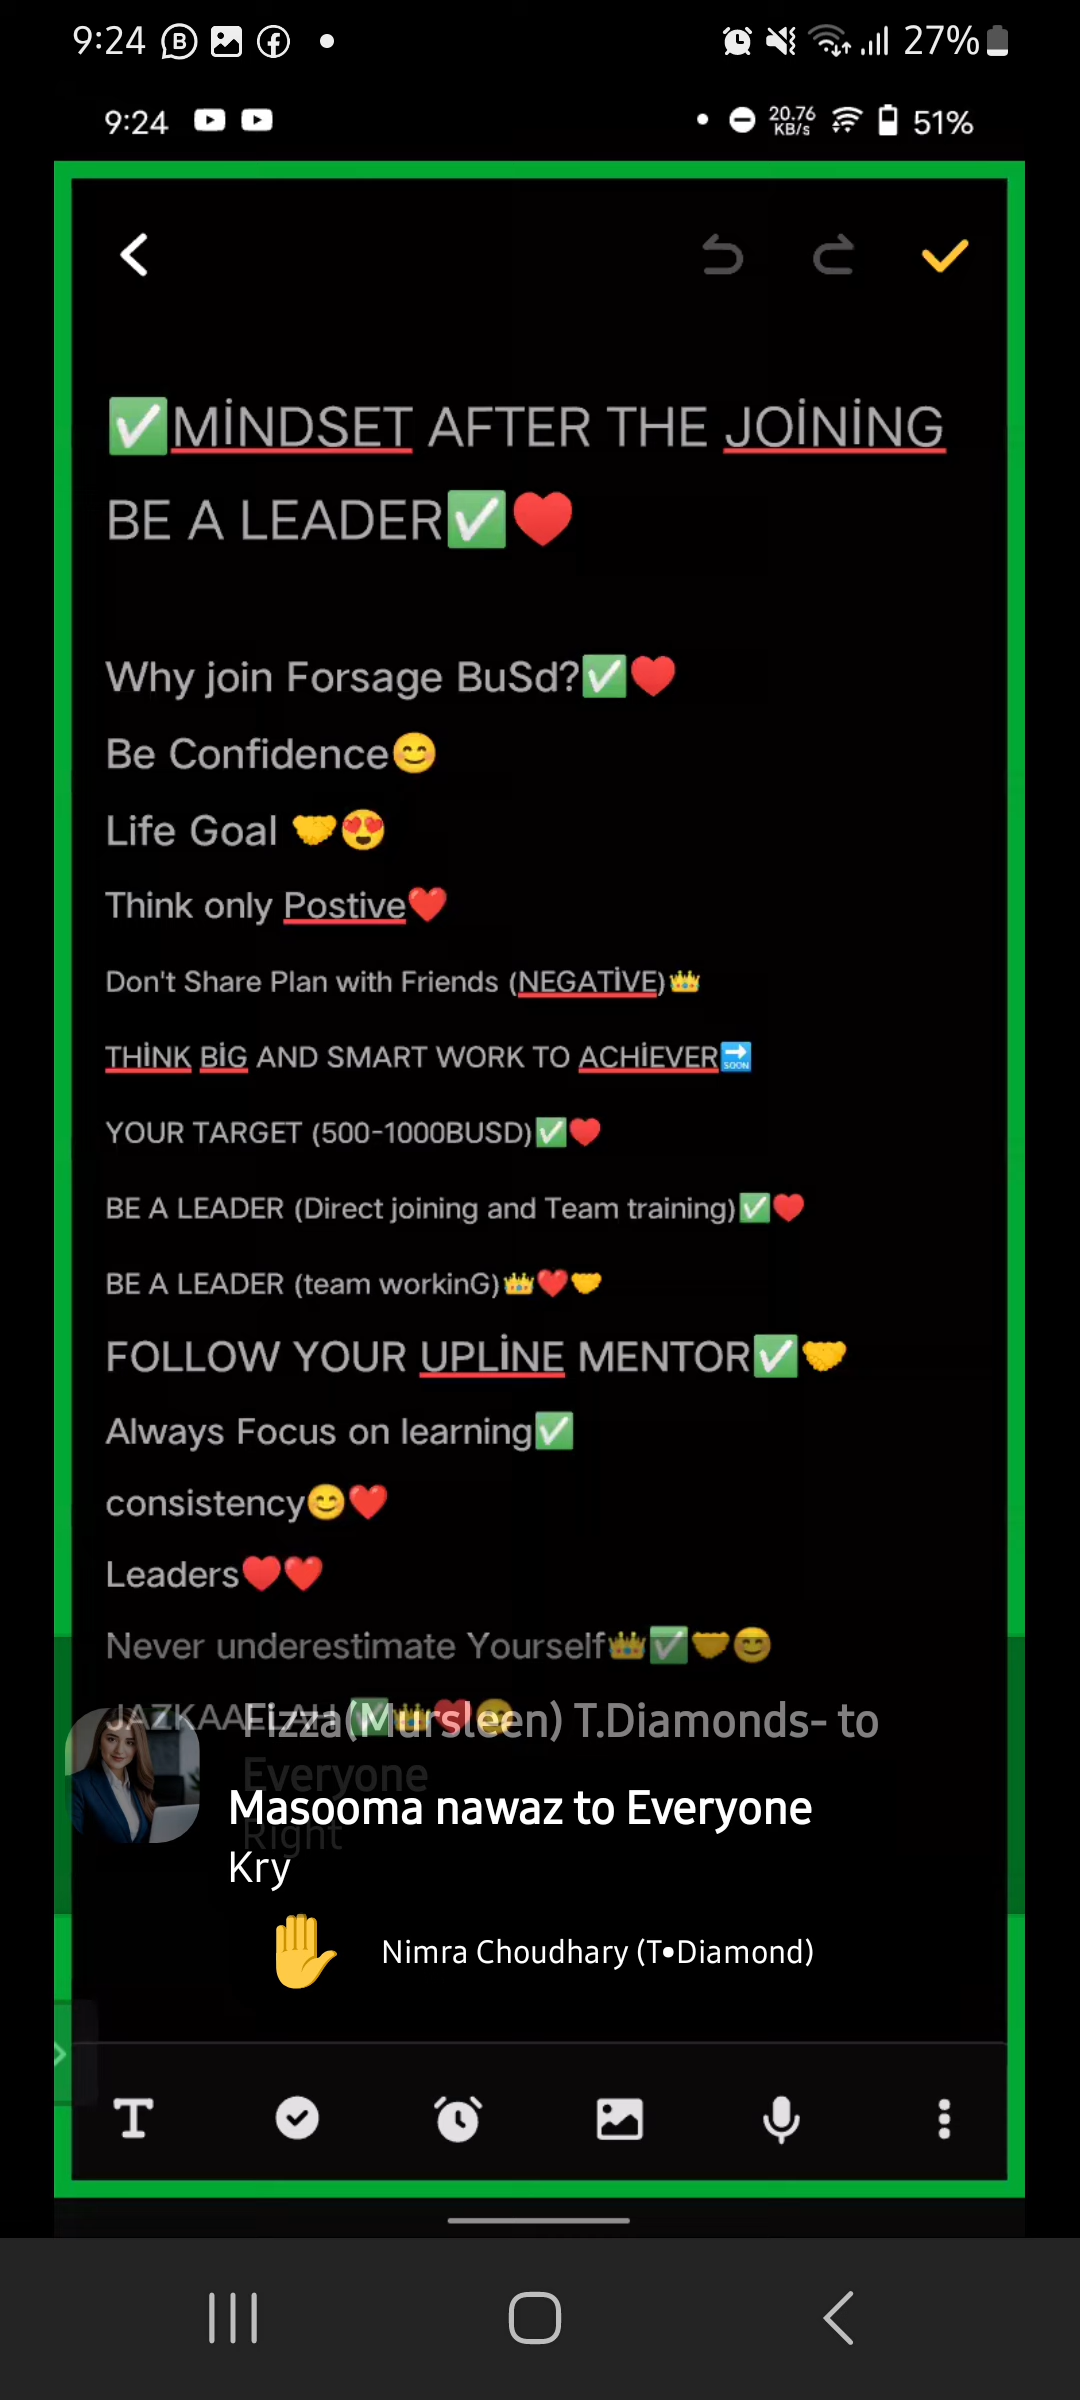 9:24 27%
9:24 20.76 KB/s 51%
✅MİNDSET AFTER THE JOİNİNG
BE A LEADER✅♥️
Why join Forsage BuSd?✅♥️
Be Confidence😊
Life Goal 🤝😍
Think only Postive❤️
Don't Share Plan with Friends (NEGATİVE)👑
THİNK BİG AND SMART WORK TO ACHİEVER🔜
YOUR TARGET (500-1000BUSD)✅♥️
BE A LEADER (Direct joining and Team training)✅♥️
BE A LEADER (team workinG)👑❤️🤝
FOLLOW YOUR UPLİNE MENTOR✅🤝
Always Focus on learning✅
consistency😊❤️
Leaders♥️❤️
Never underestimate Yourself👑✅🤝😊
Fizza(Mursleen) T.Diamonds- to
Everyone
Right
Masooma nawaz to Everyone
Kry
✋ Nimra Choudhary (T•Diamond)